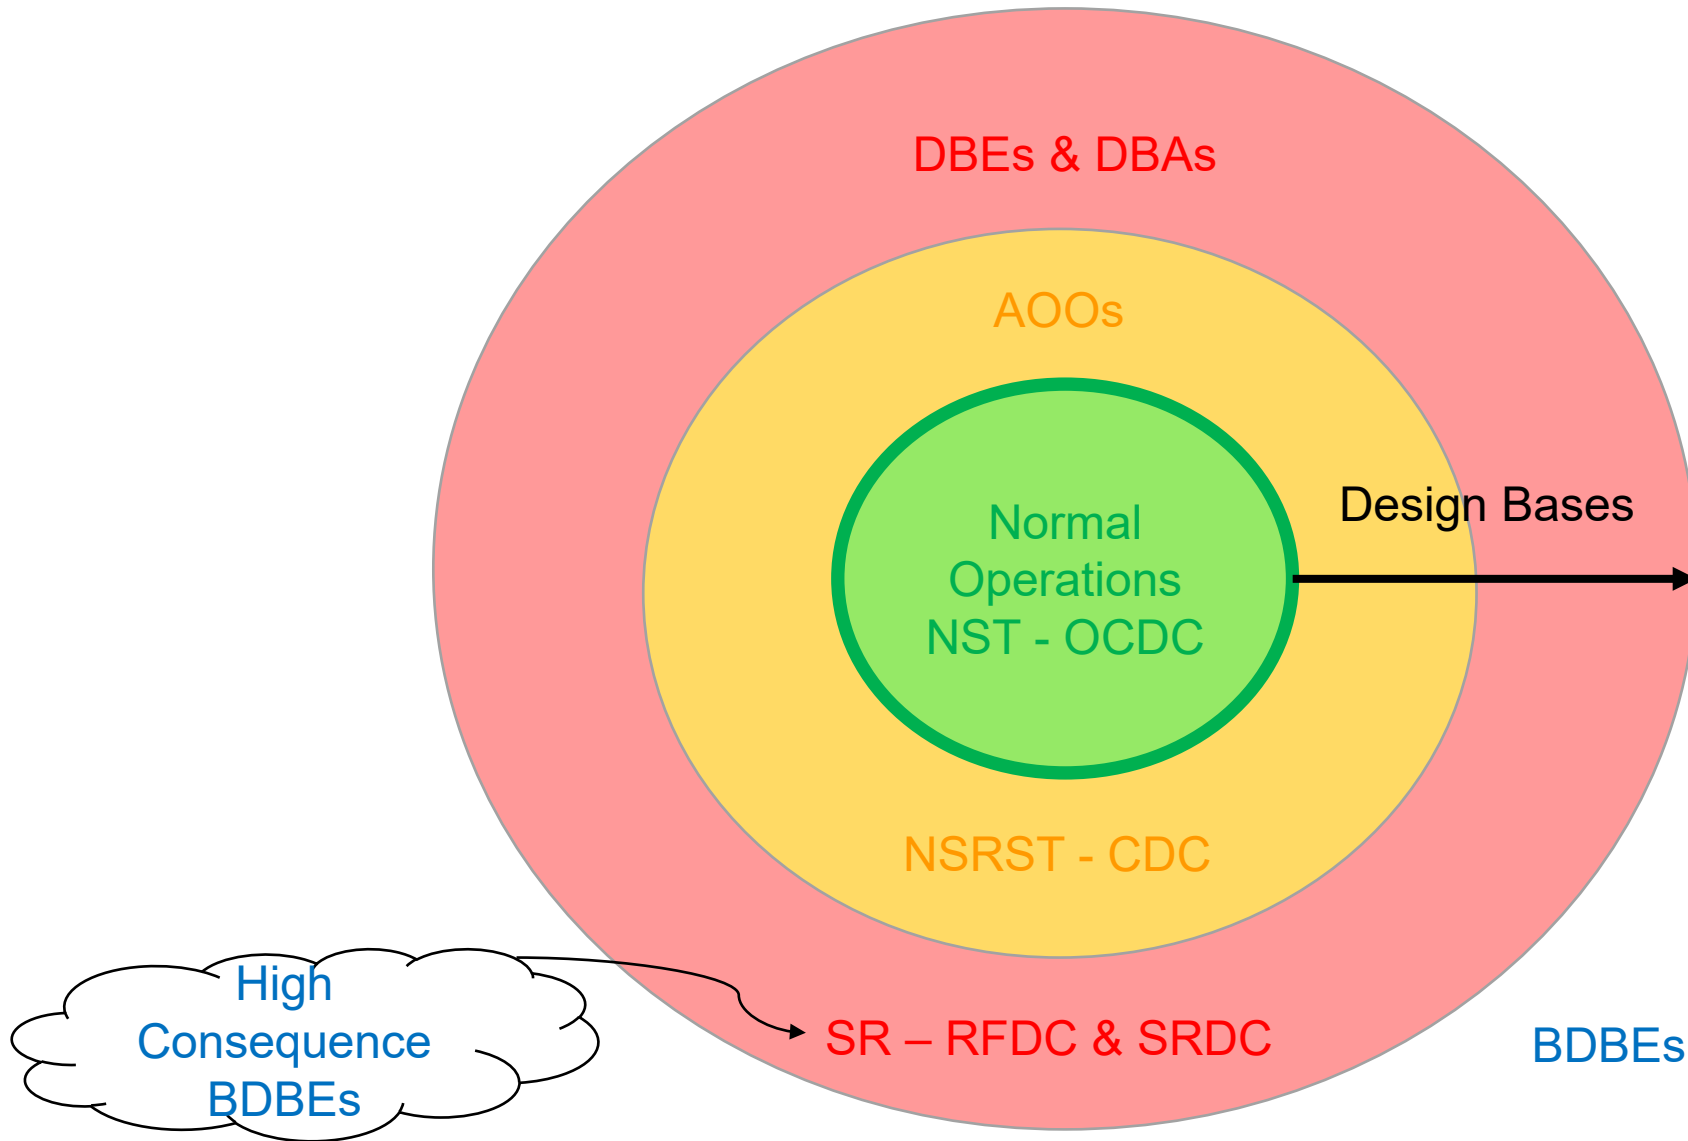 DBEs & DBAs
AOOs
Design Bases
Normal
Operations
NST - OCDC
NSRST - CDC
High
Consequence
BDBEs
SR – RFDC & SRDC
BDBEs